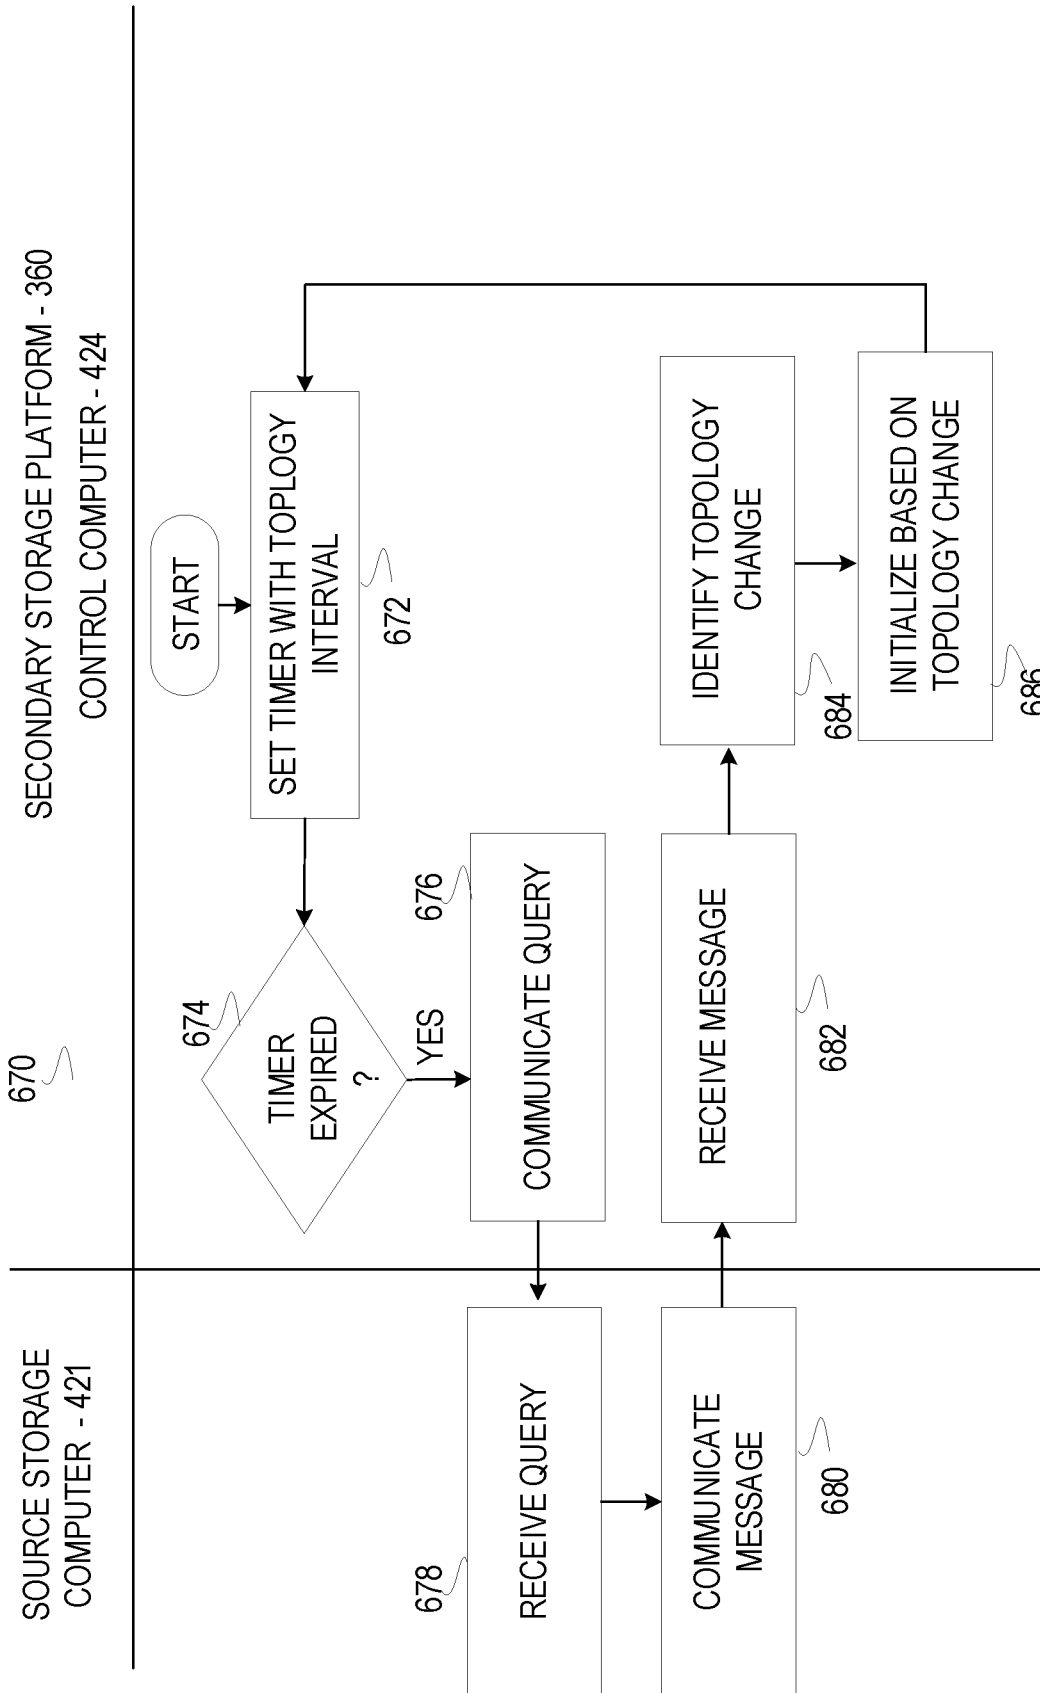 670
SOURCE STORAGE
COMPUTER - 421
SECONDARY STORAGE PLATFORM - 360
CONTROL COMPUTER - 424
START
SET TIMER WITH TOPLOGY
INTERVAL
672
674
TIMER
EXPIRED
?
YES
676
COMMUNICATE QUERY
678
RECEIVE QUERY
COMMUNICATE
MESSAGE
680
RECEIVE MESSAGE
682
IDENTIFY TOPOLOGY
CHANGE
684
INITIALIZE BASED ON
TOPOLOGY CHANGE
686